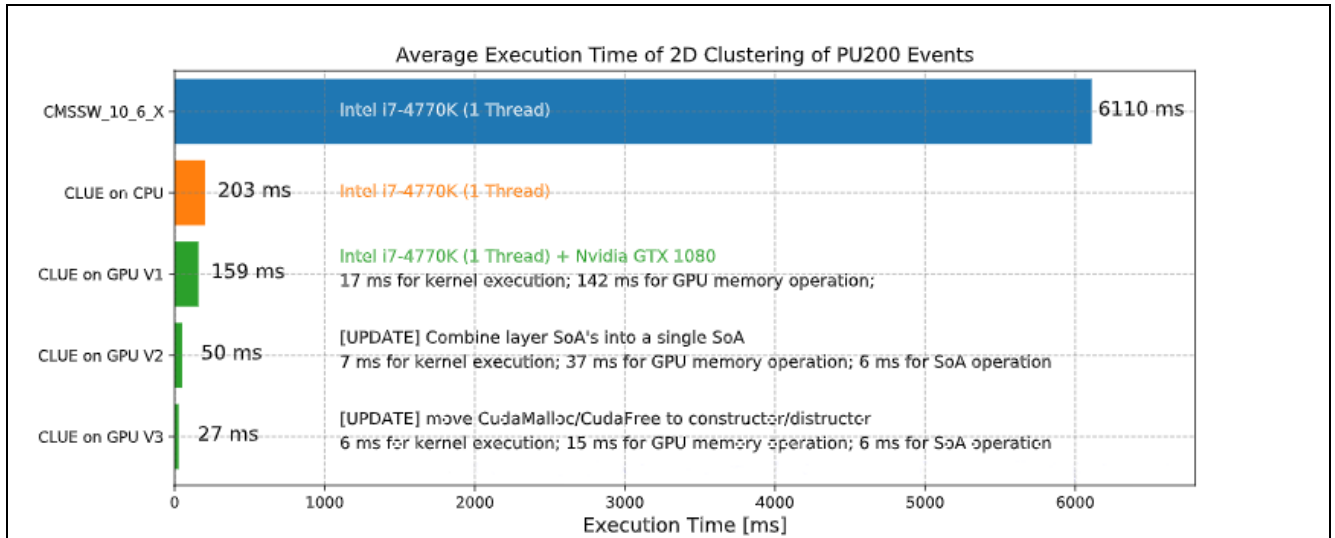 Average Execution Time of 2D Clustering of PU200 Events
CMSSW_10_6_X
Intel i7-4770K (1 Thread)
6110 ms
CLUE on CPU
203 ms
Intel i7-4770K (1 Thread)
CLUE on GPU V1
159 ms
Intel i7-4770K (1 Thread) + Nvidia GTX 1080
17 ms for kernel execution; 142 ms for GPU memory operation;
CLUE on GPU V2
50 ms
[UPDATE] Combine layer SoA's into a single SoA
7 ms for kernel execution; 37 ms for GPU memory operation; 6 ms for SoA operation
CLUE on GPU V3
27 ms
[UPDATE] move CudaMalloc/CudaFree to constructor/distructor
6 ms for kernel execution; 15 ms for GPU memory operation; 6 ms for SoA operation
0 1000 2000 3000 4000 5000 6000
Execution Time [ms]